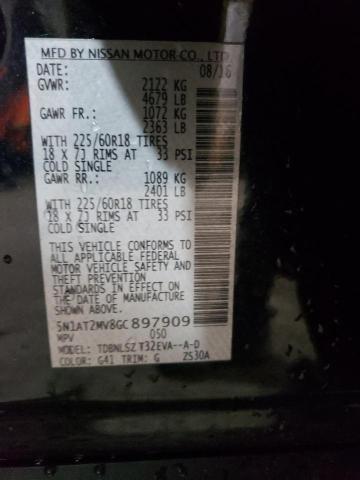 MFD BY NISSAN MOTOR CO., LTD.
DATE: 08/16
GVWR: 2122 KG
4679 LB
GAWR FR: 1072 KG
2363 LB
WITH 225/60R18 TIRES
18 X 7J RIMS AT 33 PSI
COLD SINGLE
GAWR RR: 1089 KG
2401 LB
WITH 225/60R18 TIRES
18 X 7J RIMS AT 33 PSI
COLD SINGLE
THIS VEHICLE CONFORMS TO
ALL APPLICABLE FEDERAL
MOTOR VEHICLE SAFETY
AND THEFT PREVENTION
STANDARDS IN EFFECT ON
THE DATE OF MANUFACTURE
SHOWN ABOVE.
5N1AT2MV8GC897909
MPV 050
MODEL: TDBNLSZ T32EVA--A-D
COLOR: G41 TRIM: G ZS30A